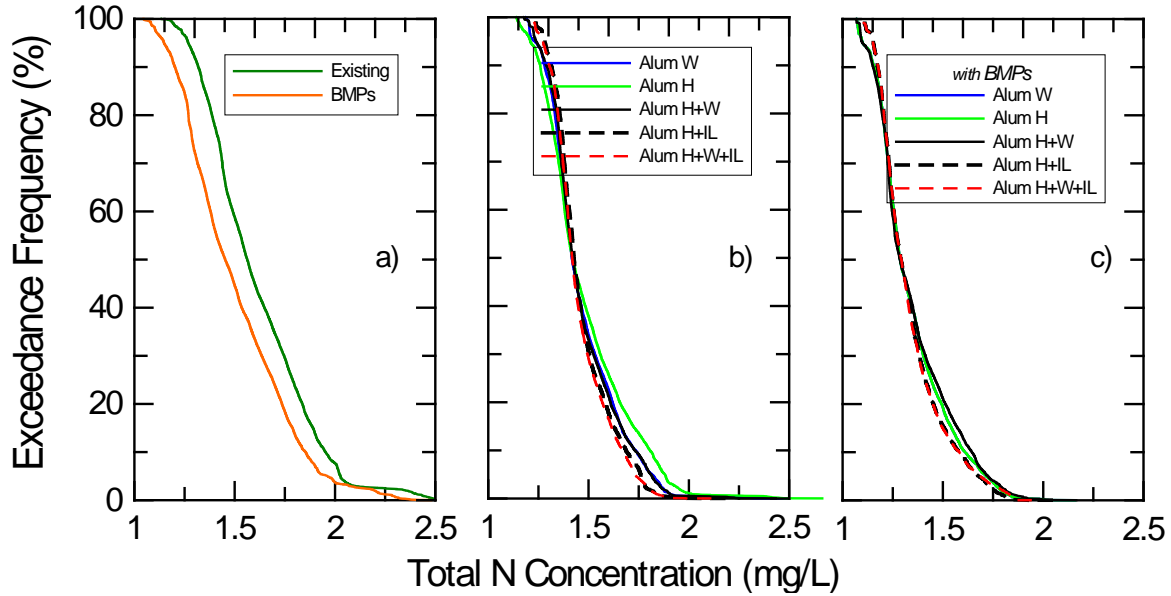 Exceedance Frequency (%)
100
80
60
40
20
0
Existing
BMPs
a)
1
1.5
2
2.5
Alum W
Alum H
Alum H+W
Alum H+IL
Alum H+W+IL
b)
1
1.5
2
2.5
with BMPs
Alum W
Alum H
Alum H+W
Alum H+IL
Alum H+W+IL
c)
1
1.5
2
2.5
Total N Concentration (mg/L)